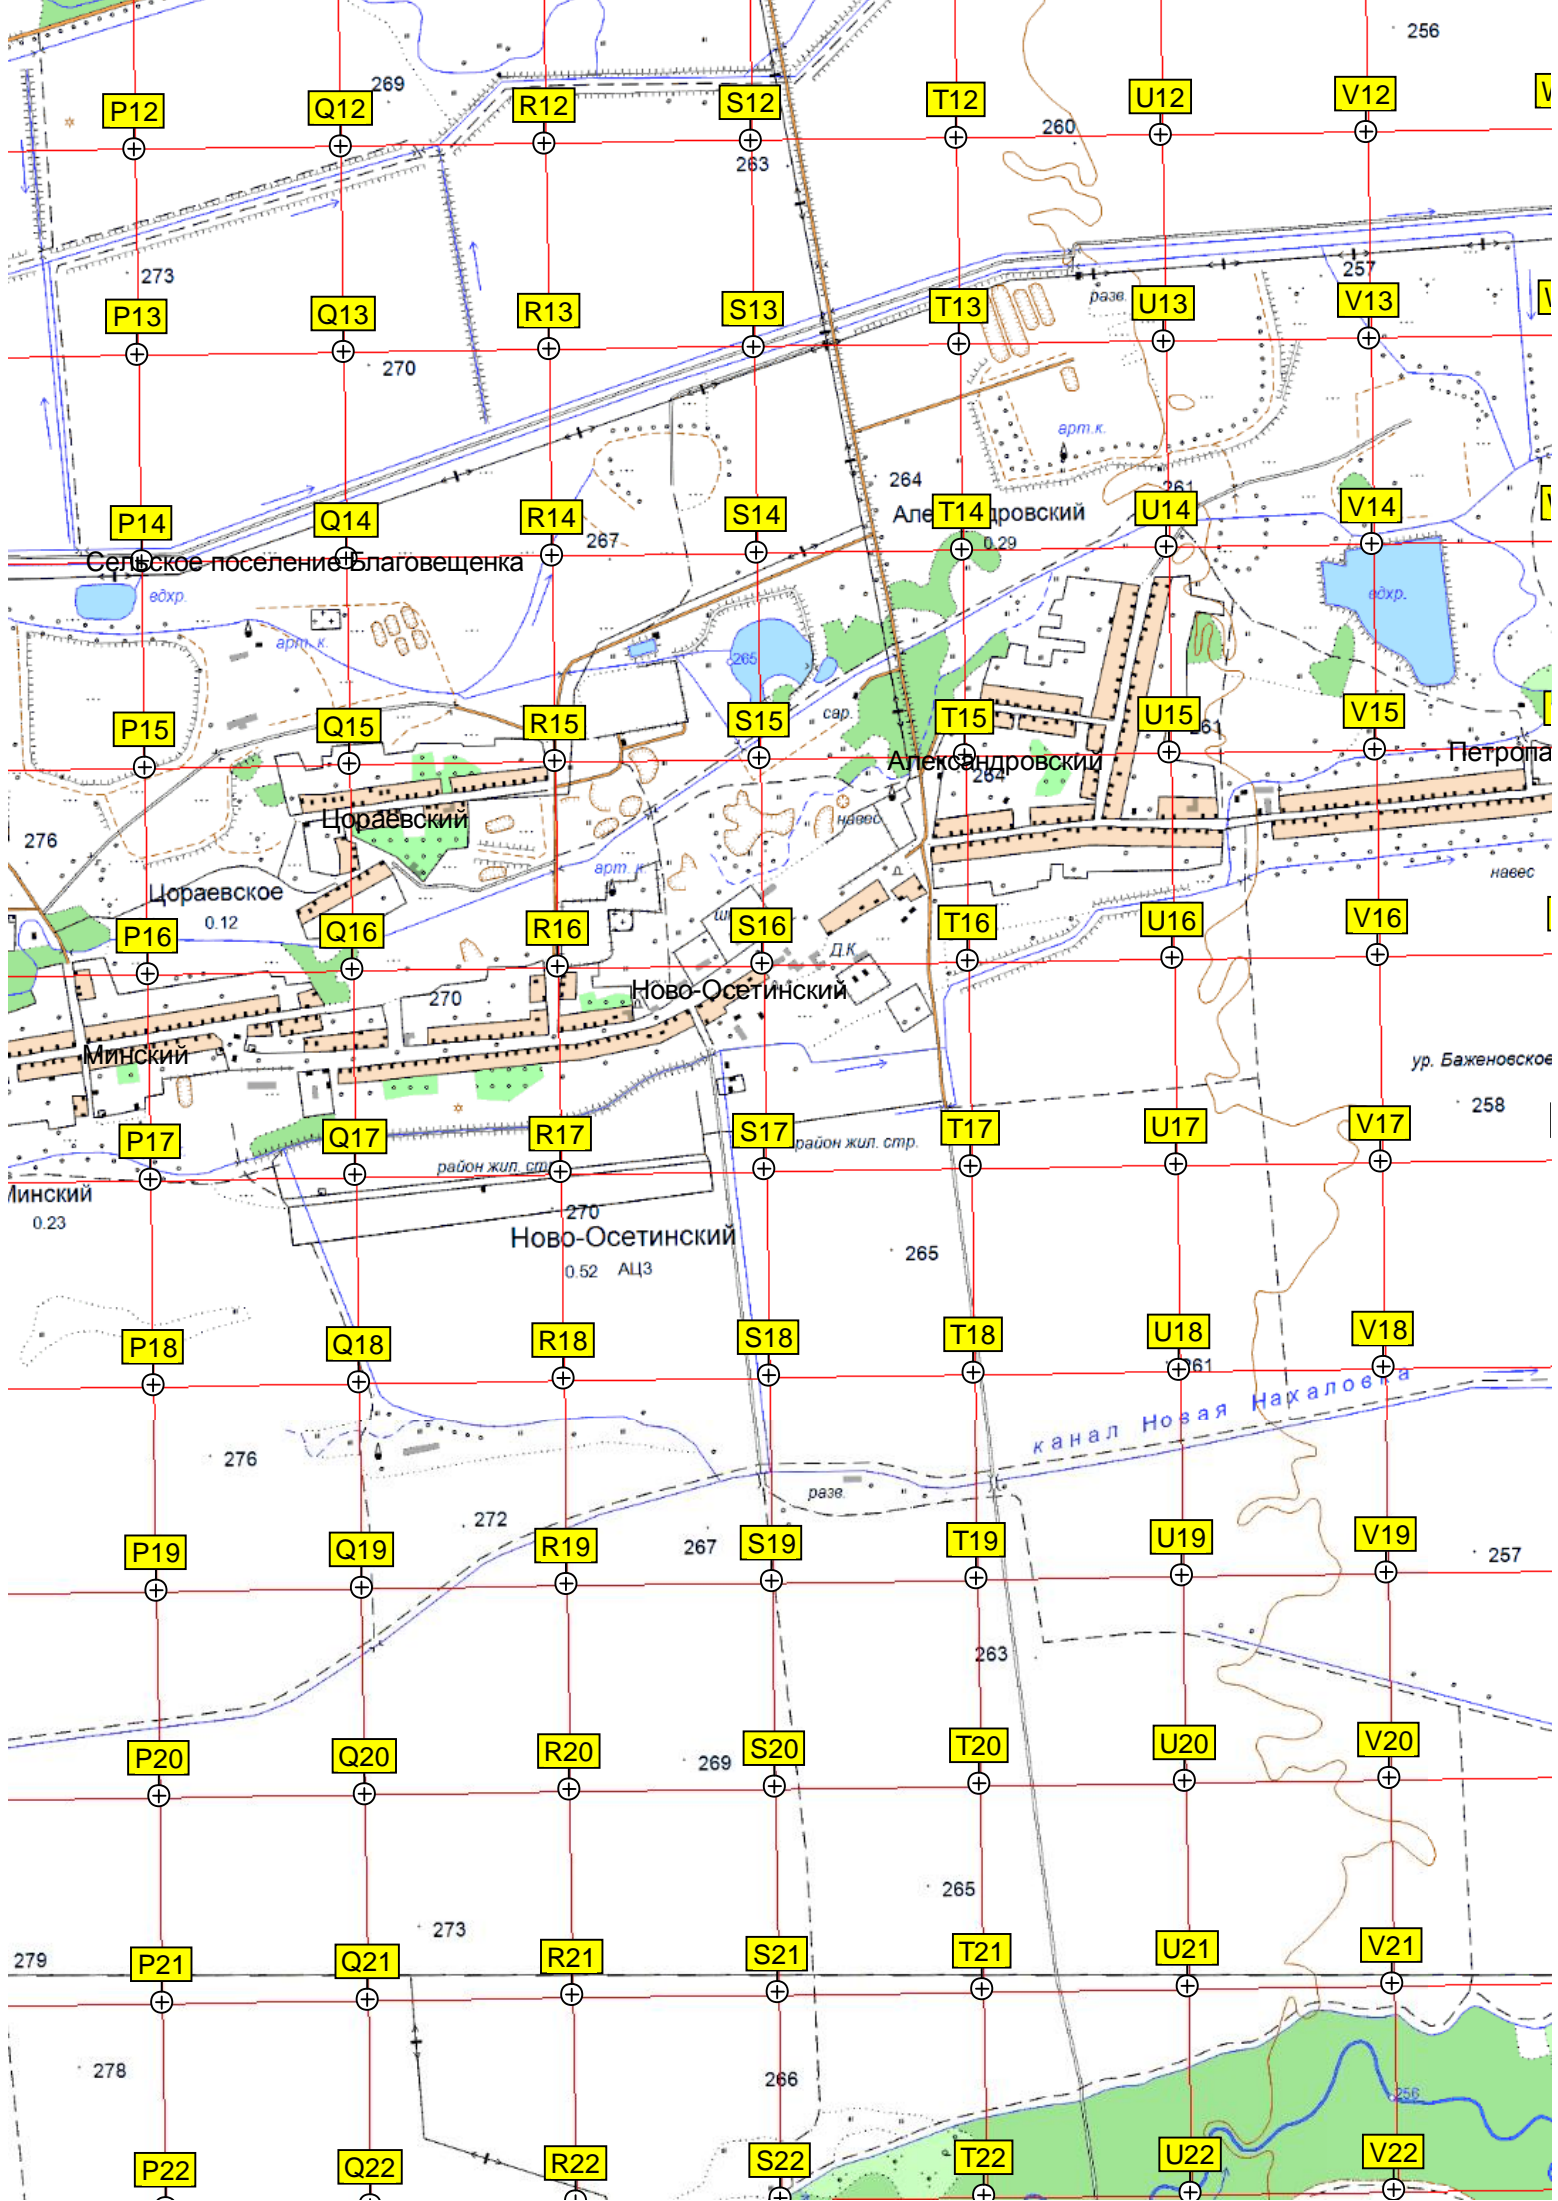 256
269
P12 Q12 R12 S12 T12 U12 V12
260
263
273
257
разв.
P13 Q13 R13 S13 T13 U13 V13
270
арт.к.
264
261
P14 Q14 R14 S14 T14 U14 V14
267
0.29
Сельское поселение Благовещенка
вдхр.
вдхр.
арт. к.
265
сар.
P15 Q15 R15 S15 T15 U15 V15
261
Александровский
Петропа
264
Цораевский
навес
276
арт. к.
навес
Цораевское
0.12
P16 Q16 R16 S16 T16 U16 V16
Д.К.
Ново-Осетинский
270
Минский
ур. Баженовское
258
P17 Q17 R17 S17 T17 U17 V17
район жил. стр.
район жил. стр.
Минский
0.23
270
Ново-Осетинский
0.52 АЦЗ
265
P18 Q18 R18 S18 T18 U18 V18
261
канал Новая Нахаловка
276
разв.
272
267
257
P19 Q19 R19 S19 T19 U19 V19
263
P20 Q20 R20 S20 T20 U20 V20
269
265
273
279
P21 Q21 R21 S21 T21 U21 V21
278
266
256
P22 Q22 R22 S22 T22 U22 V22